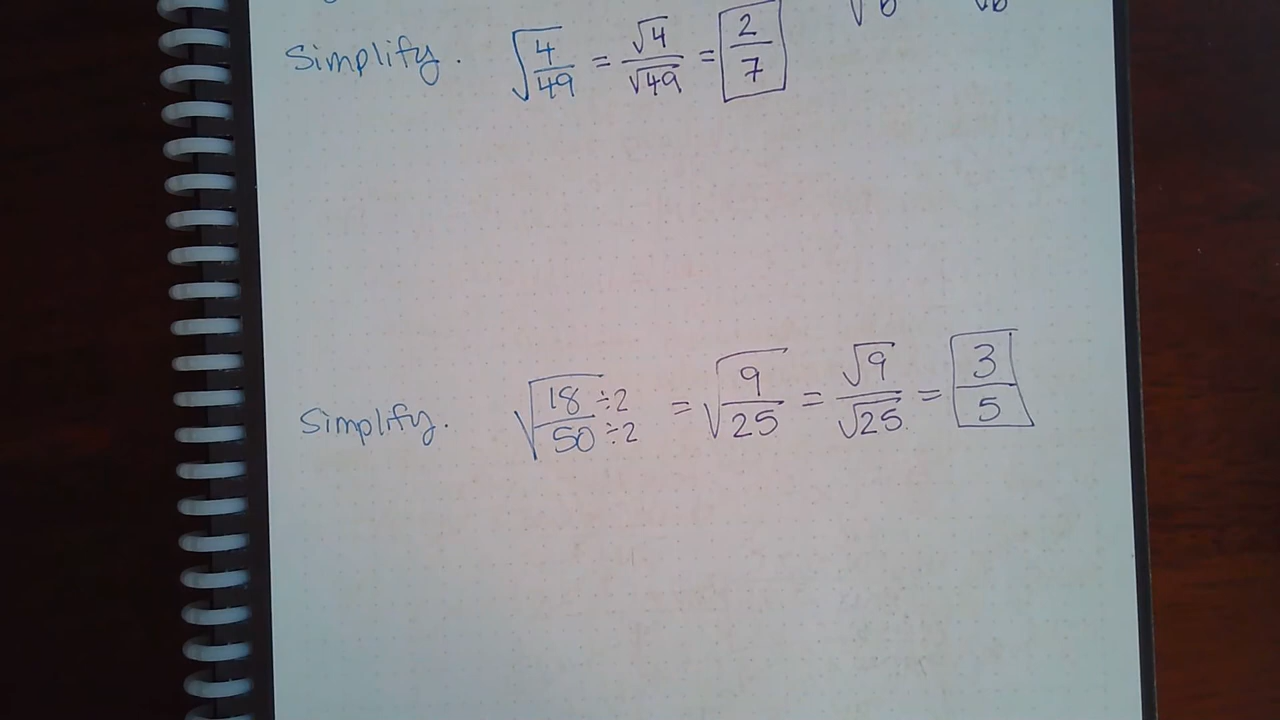 Simplify. √(4/49) = √4/√49 = 2/7
Simplify. √(18÷2/50÷2) = √(9/25) = √9/√25 = 3/5